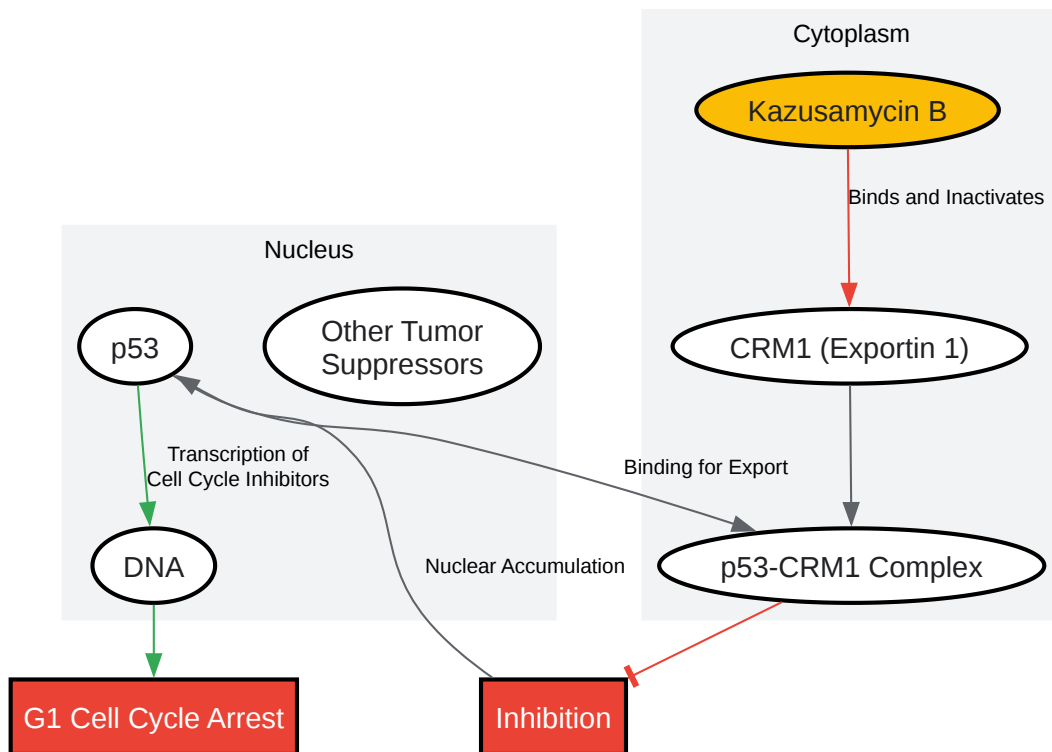 Cytoplasm
Kazusamycin B
Binds and Inactivates
Nucleus
p53
Other Tumor
Suppressors
CRM1 (Exportin 1)
Transcription of
Cell Cycle Inhibitors
Binding for Export
DNA
Nuclear Accumulation
p53-CRM1 Complex
G1 Cell Cycle Arrest
Inhibition